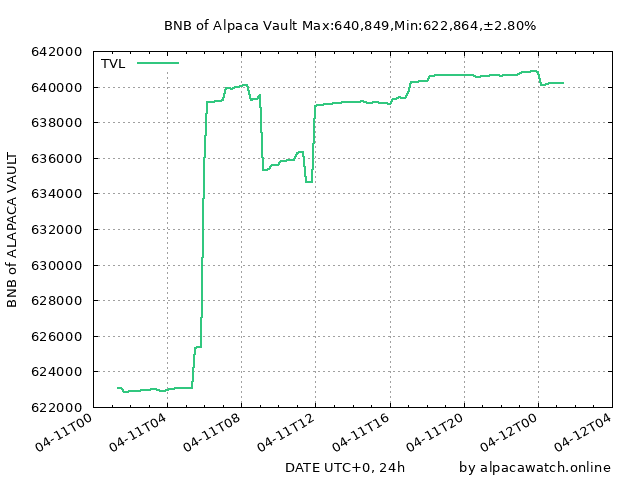 BNB of Alpaca Vault Max:640,849,Min:622,864,±2.80%
TVL
BNB of ALAPACA VAULT
642000
640000
638000
636000
634000
632000
630000
628000
626000
624000
622000
04-11T00
04-11T04
04-11T08
04-11T12
04-11T16
04-11T20
04-12T00
04-12T04
DATE UTC+0, 24h
by alpacawatch.online